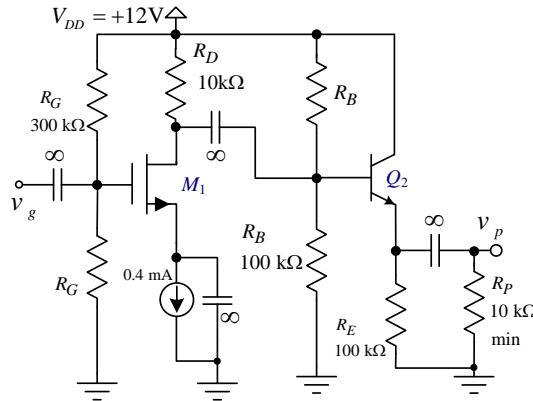 V_DD = +12V
R_D
10kΩ
R_G
300 kΩ
R_B
∞
∞
M_1
Q_2
v_g
∞
v_p
R_B
100 kΩ
R_G
0.4 mA
∞
R_E
100 kΩ
R_P
10 kΩ
min